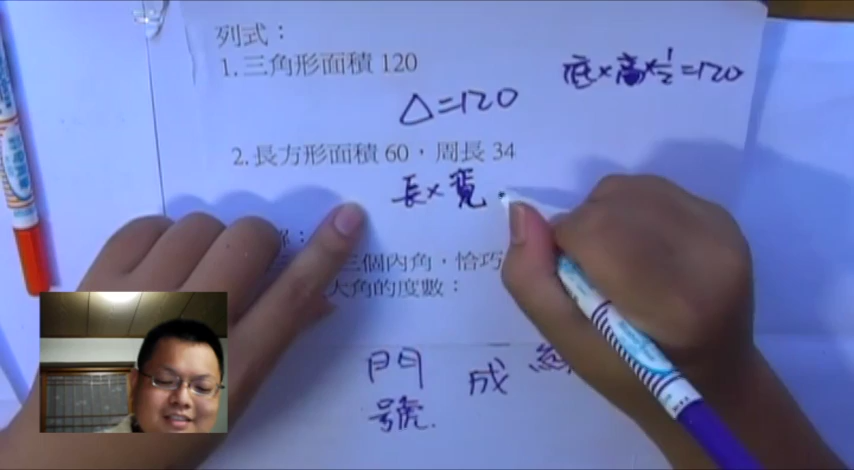 列式：
1.三角形面積 120
底×高×1/2=120
△=120
2.長方形面積 60，周長 34
長×寬
三個內角，恰巧
大角的度數：
門 成
號.